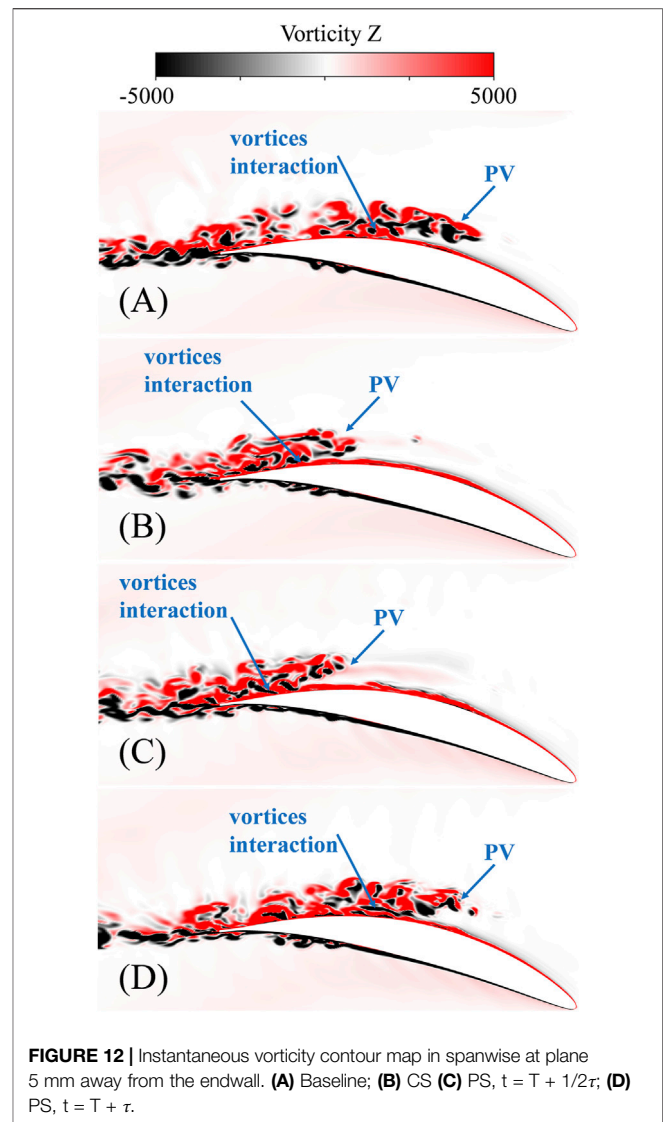 Vorticity Z
-5000 5000
vortices
interaction
PV
(A)
vortices
interaction
PV
(B)
vortices
interaction
PV
(C)
vortices
interaction
PV
(D)
FIGURE 12 | Instantaneous vorticity contour map in spanwise at plane
5 mm away from the endwall. (A) Baseline; (B) CS (C) PS, t = T + 1/2τ; (D)
PS, t = T + τ.